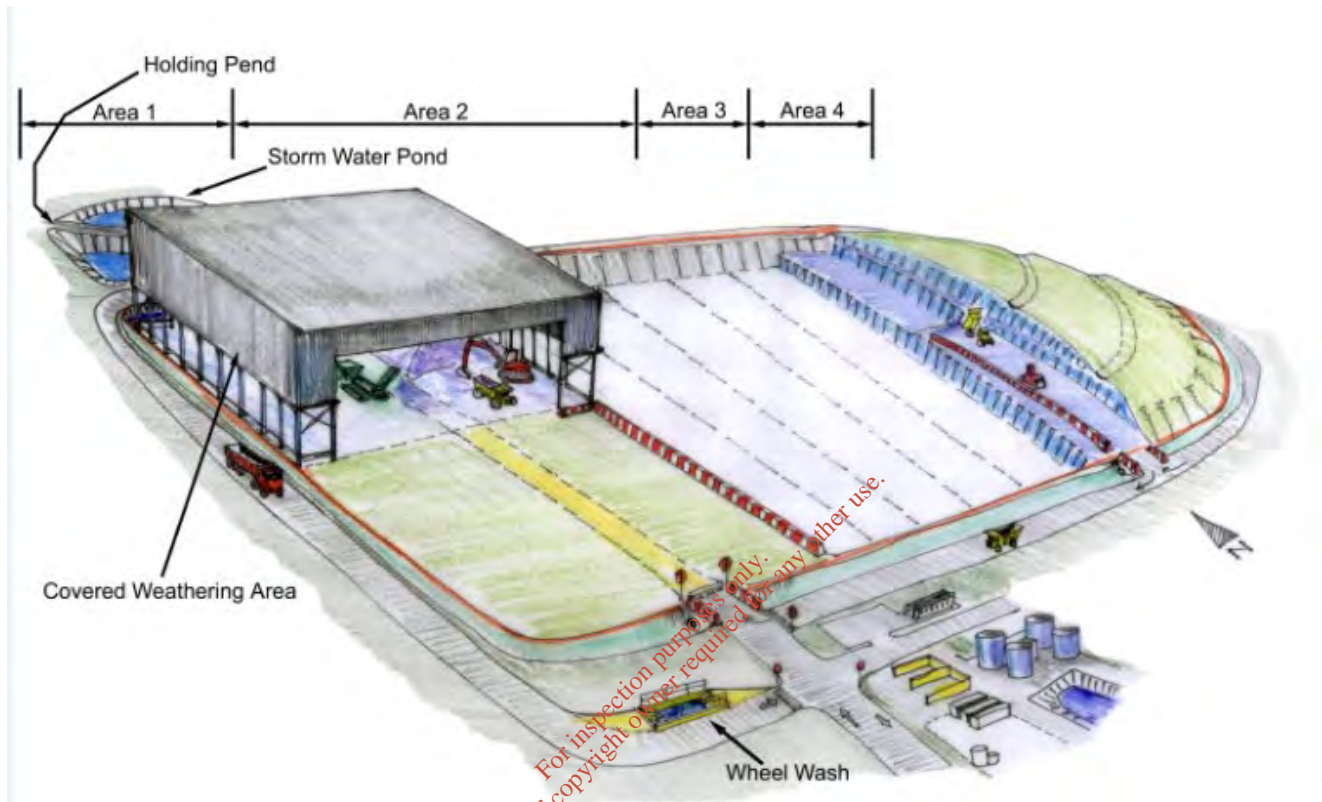 Holding Pend
Area 1
Area 2
Area 3
Area 4
Storm Water Pond
Covered Weathering Area
For inspection purposes only.
copyright owner required for any other use.
Wheel Wash
N